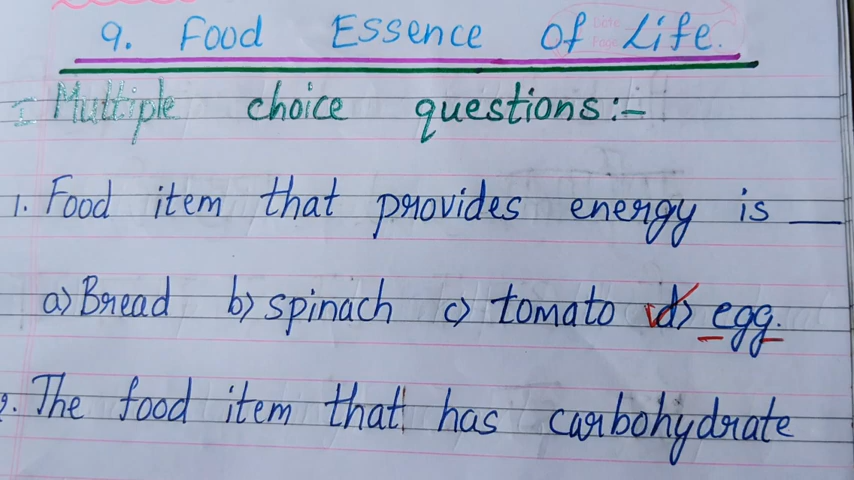 9. Food Essence of Life.
I Multiple choice questions:-
1. Food item that provides energy is __
a) Bread b) spinach c) tomato d) egg.
2. The food item that has carbohydrate